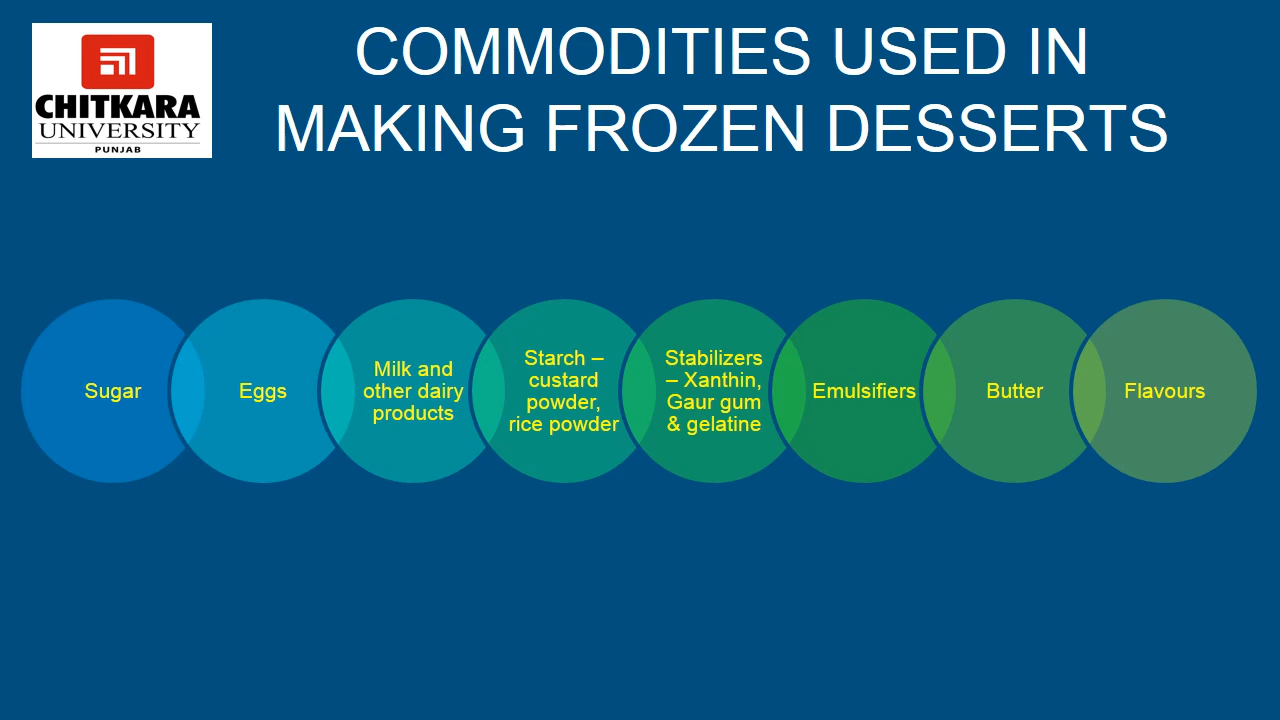 CHITKARA
UNIVERSITY
PUNJAB
COMMODITIES USED IN
MAKING FROZEN DESSERTS
Sugar
Eggs
Milk and
other dairy
products
Starch –
custard
powder,
rice powder
Stabilizers
– Xanthin,
Gaur gum
& gelatine
Emulsifiers
Butter
Flavours